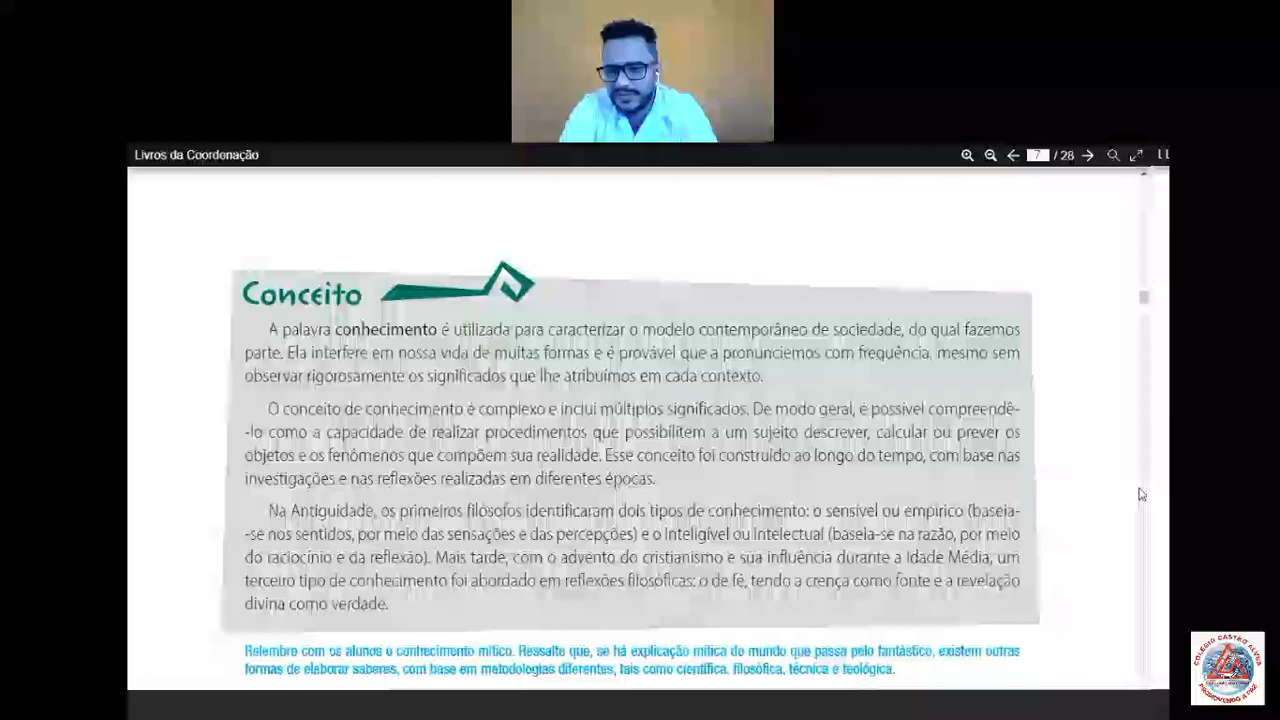 Livros da Coordenação
7 / 28
Conceito
A palavra conhecimento é utilizada para caracterizar o modelo contemporâneo de sociedade, do qual fazemos
parte. Ela interfere em nossa vida de muitas formas e é provável que a pronunciemos com frequência, mesmo sem
observar rigorosamente os significados que lhe atribuímos em cada contexto.
O conceito de conhecimento é complexo e inclui múltiplos significados. De modo geral, é possível compreendê-
-lo como a capacidade de realizar procedimentos que possibilitem a um sujeito descrever, calcular ou prever os
objetos e os fenômenos que compõem sua realidade. Esse conceito foi construído ao longo do tempo, com base nas
investigações e nas reflexões realizadas em diferentes épocas.
Na Antiguidade, os primeiros filósofos identificaram dois tipos de conhecimento: o sensível ou empírico (baseia-
-se nos sentidos, por meio das sensações e das percepções) e o inteligível ou intelectual (baseia-se na razão, por meio
do raciocínio e da reflexão). Mais tarde, com o advento do cristianismo e sua influência durante a Idade Média, um
terceiro tipo de conhecimento foi abordado em reflexões filosóficas: o de fé, tendo a crença como fonte e a revelação
divina como verdade.
Relembre com os alunos o conhecimento mítico. Ressalte que, se há explicação mítica do mundo que passa pelo fantástico, existem outras
formas de elaborar saberes, com base em metodologias diferentes, tais como científica, filosófica, técnica e teológica.
COLÉGIO CASTRO ALVES
PROMOVENDO A PAZ